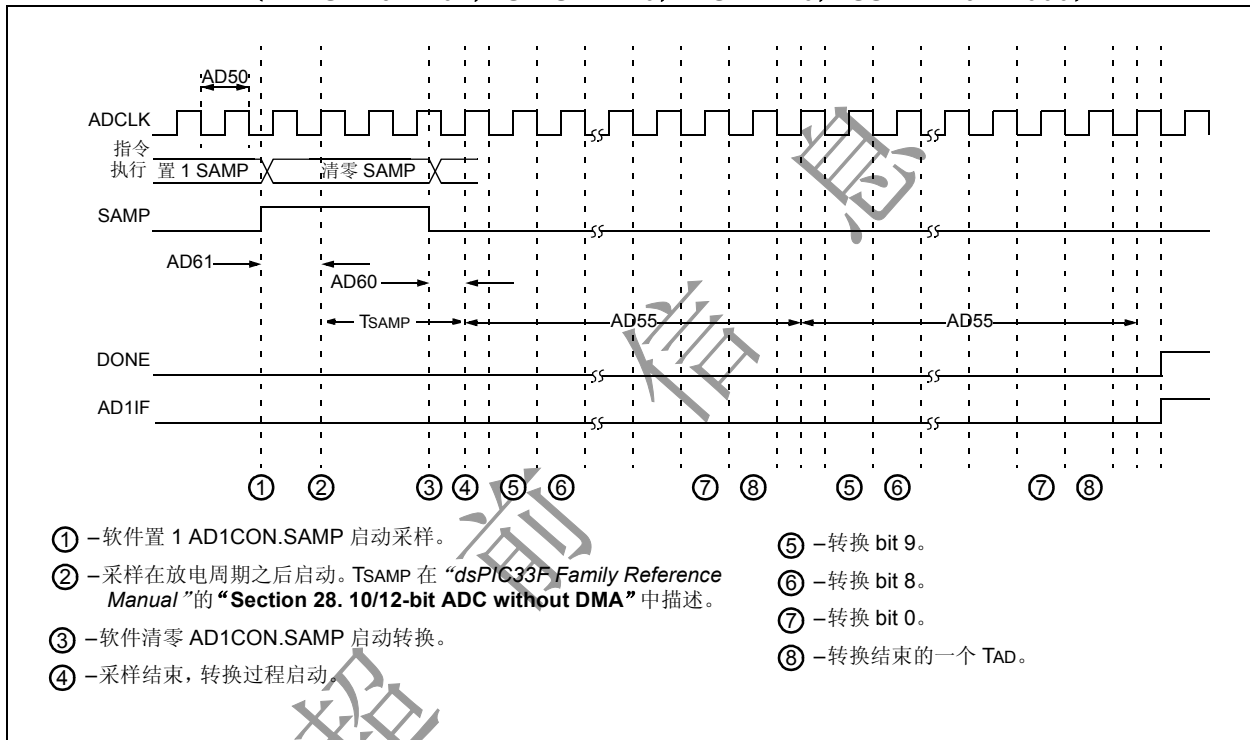 AD50
ADCLK
指令
执行 置 1 SAMP 清零 SAMP
SAMP
AD61
AD60
TSAMP AD55 AD55
DONE
AD1IF
① ② ③ ④ ⑤ ⑥ ⑦ ⑧ ⑤ ⑥ ⑦ ⑧
① –软件置 1 AD1CON.SAMP 启动采样。
② –采样在放电周期之后启动。TSAMP 在 “dsPIC33F Family Reference
Manual”的“Section 28. 10/12-bit ADC without DMA”中描述。
③ –软件清零 AD1CON.SAMP 启动转换。
④ –采样结束，转换过程启动。
⑤ –转换 bit 9。
⑥ –转换 bit 8。
⑦ –转换 bit 0。
⑧ –转换结束的一个 TAD。
超前信息